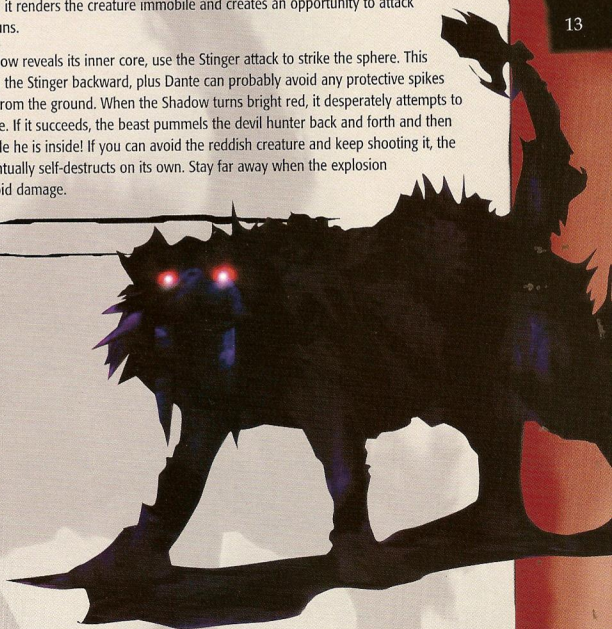 it renders the creature immobile and creates an opportunity to attack
13
ow reveals its inner core, use the Stinger attack to strike the sphere. This
the Stinger backward, plus Dante can probably avoid any protective spikes
rom the ground. When the Shadow turns bright red, it desperately attempts to
e. If it succeeds, the beast pummels the devil hunter back and forth and then
le he is inside! If you can avoid the reddish creature and keep shooting it, the
ntually self-destructs on its own. Stay far away when the explosion
id damage.